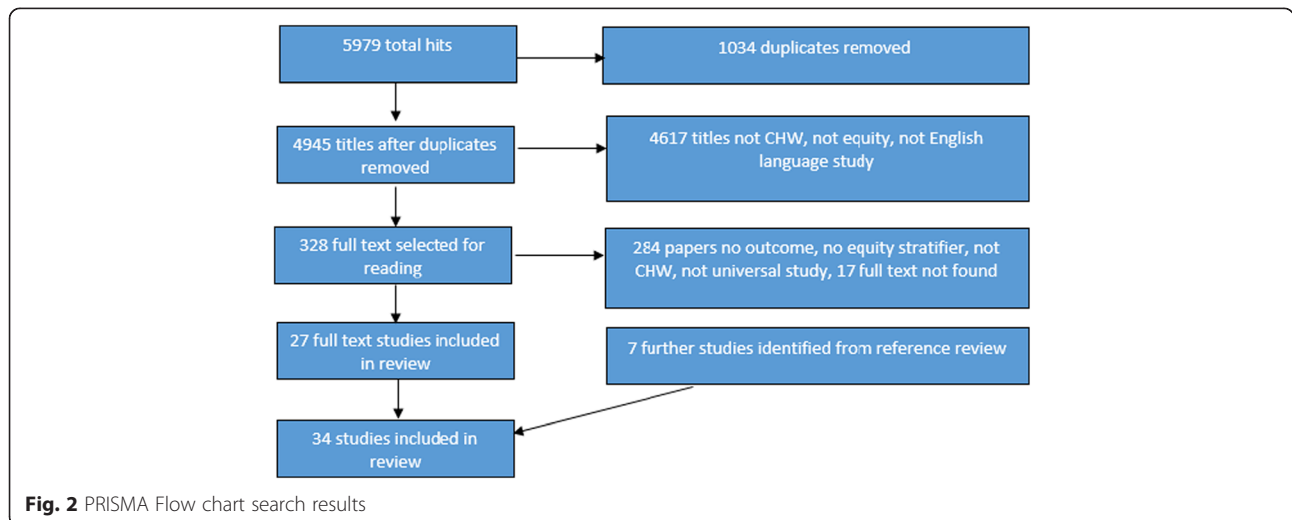 5979 total hits
1034 duplicates removed
4945 titles after duplicates
removed
4617 titles not CHW, not equity, not English
language study
328 full text selected for
reading
284 papers no outcome, no equity stratifier, not
CHW, not universal study, 17 full text not found
27 full text studies included
in review
7 further studies identified from reference review
34 studies included in
review
Fig. 2 PRISMA Flow chart search results